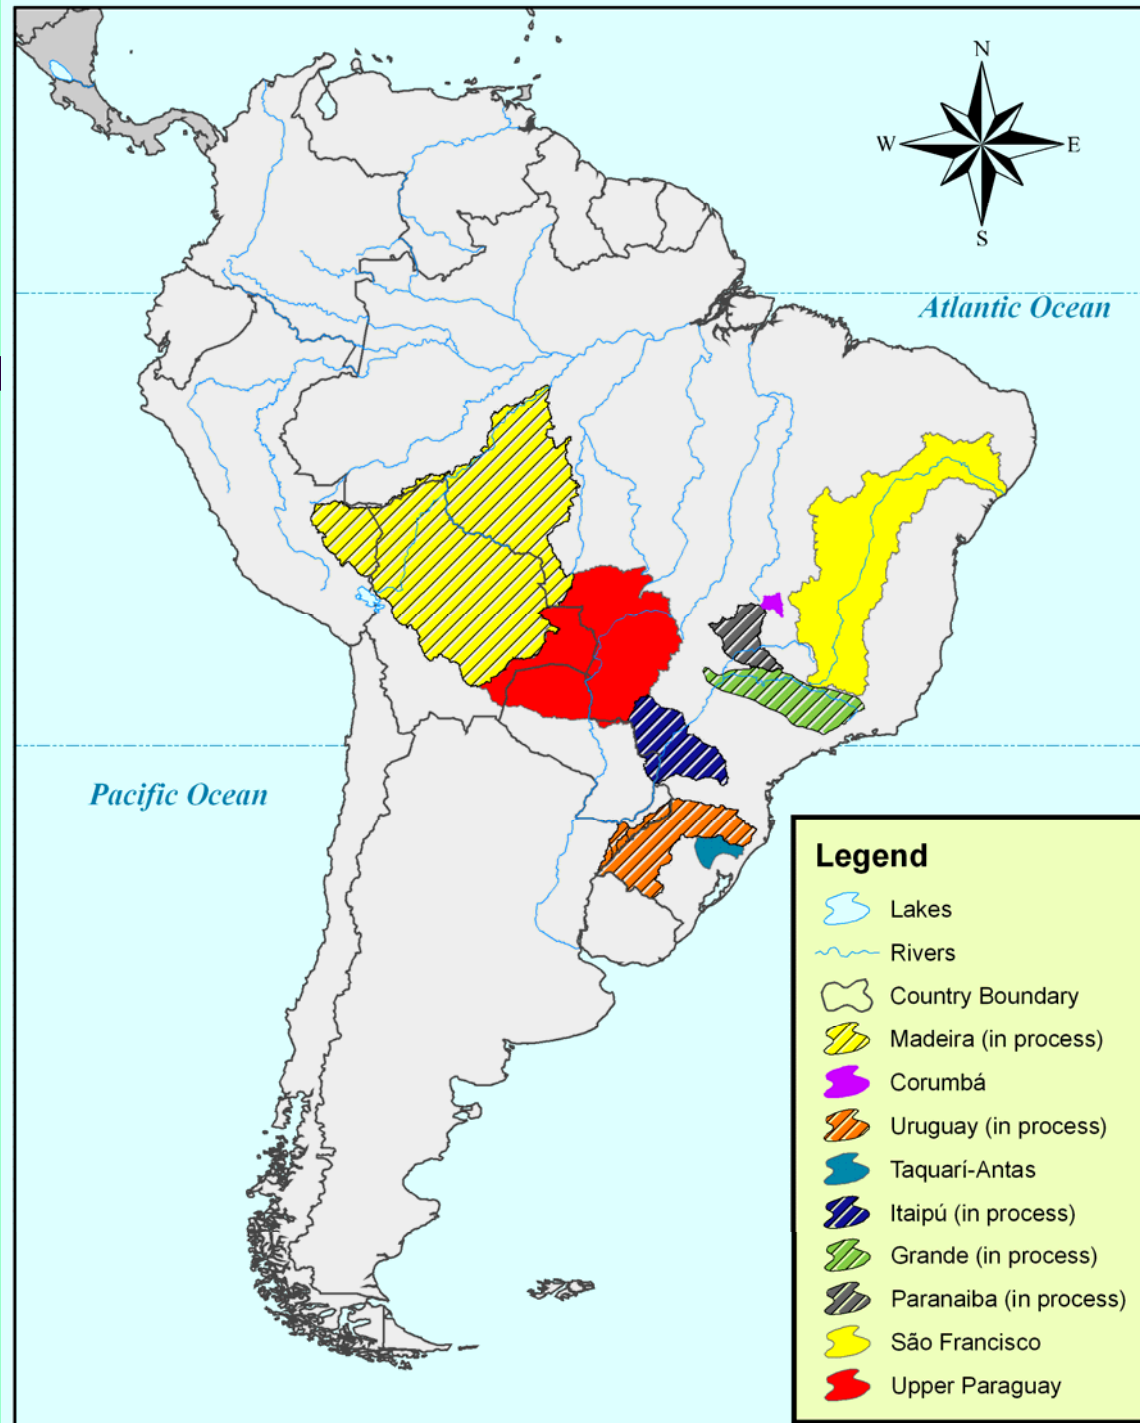 N
W
E
S
Atlantic Ocean
Pacific Ocean
Legend
Lakes
Rivers
Country Boundary
Madeira (in process)
Corumbá
Uruguay (in process)
Taquarí-Antas
Itaipú (in process)
Grande (in process)
Paranaiba (in process)
São Francisco
Upper Paraguay